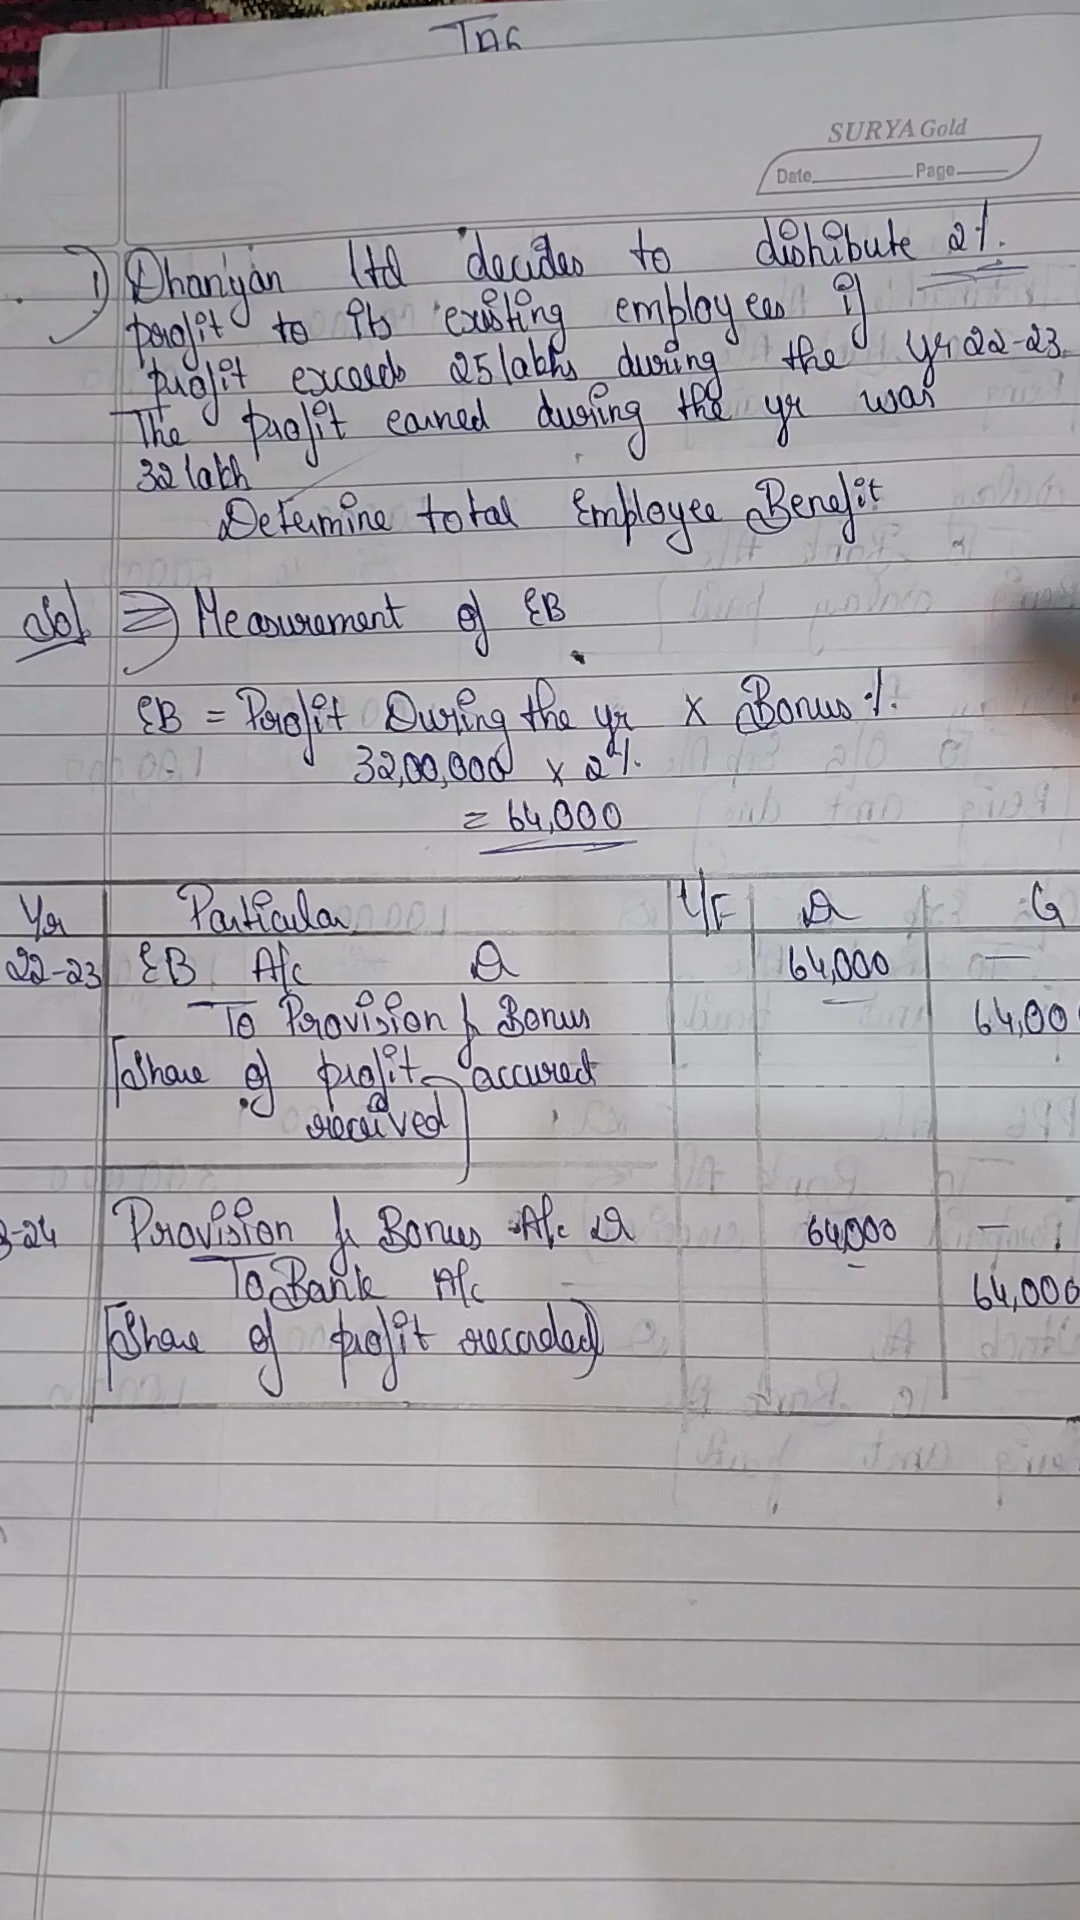 SURYA Gold
Date Page
1) Dhaniyan ltd decides to distribute 2%
profit to its existing employees if
profit exceeds 25 lakhs during the yr 22-23.
The profit earned during the yr was
32 lakh
Determine total Employee Benefit
Sol ⇒ Measurement of EB
EB = Profit During the yr x Bonus %
32,00,000 x 2%
= 64,000
Yr Particular L/F Dr Cr
22-23 EB A/c Dr 64,000 —
To Provision fr Bonus 64,00
[Share of profit accured
received]
3-24 Provision fr Bonus A/c Dr 64,000 —
To Bank A/c 64,000
[Share of profit recorded]